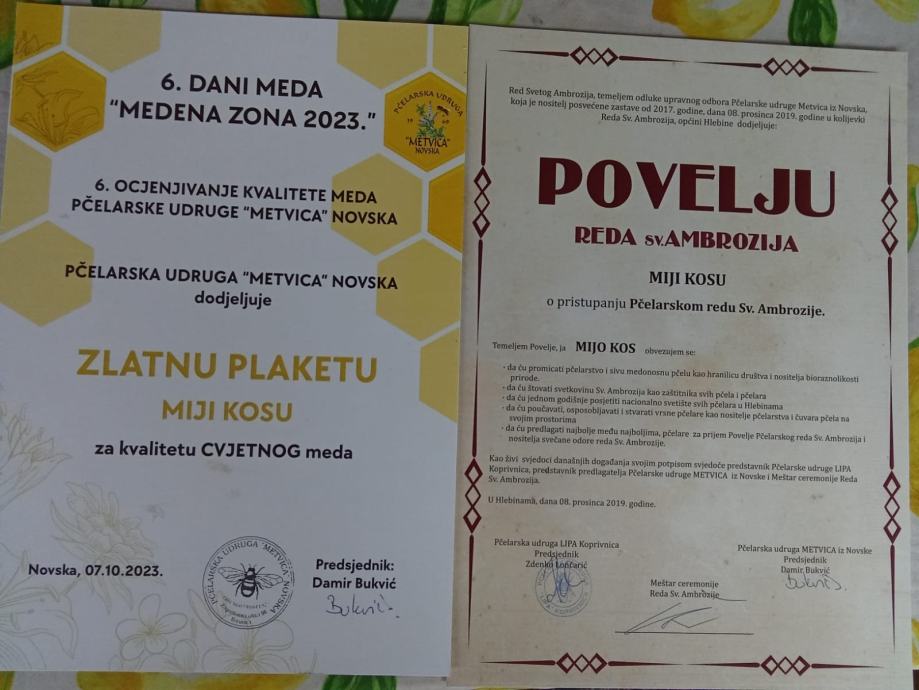 6. DANI MEDA
"MEDENA ZONA 2023."
PČELARSKA UDRUGA
"METVICA"
NOVSKA
6. OCJENJIVANJE KVALITETE MEDA
PČELARSKE UDRUGE "METVICA" NOVSKA
PČELARSKA UDRUGA "METVICA" NOVSKA
dodjeljuje
ZLATNU PLAKETU
MIJI KOSU
za kvalitetu CVJETNOG meda
Novska, 07.10.2023.
PČELARSKA UDRUGA "METVICA" NOVSKA
Predsjednik:
Damir Bukvić
Bukvić
Red Svetog Ambrozija, temeljem odluke upravnog odbora Pčelarske udruge Metvica iz Novska,
koja je nositelj posvećene zastave od 2017. godine, dana 08. prosinca 2019. godine u kolijevki
Reda Sv. Ambrozija, općini Hlebine dodjeljuje:
POVELJU
REDA sv.AMBROZIJA
MIJI KOSU
o pristupanju Pčelarskom redu Sv. Ambrozije.
Temeljem Povelje, ja MIJO KOS obvezujem se:
- da ću promicati pčelarstvo i sivu medonosnu pčelu kao hranilicu društva i nositelja bioraznolikosti
prirode.
- da ću štovati svetkovinu Sv. Ambrozija kao zaštitnika svih pčela i pčelara
- da ću jednom godišnje posjetiti nacionalno svetište svih pčelara u Hlebinama
- da ću poučavati, osposobljavati i stvarati vrsne pčelare kao nositelje pčelarstva i čuvara pčela na
svojim prostorima
- da ću predlagati najbolje među najboljima, pčelare za prijem Povelje Pčelarskog reda Sv. Ambrozija i
nositelja svečane odore reda Sv. Ambrozije.
Kao živi svjedoci današnjih događanja svojim potpisom svjedoče predstavnik Pčelarske udruge LIPA
Koprivnica, predstavnik predlagatelja Pčelarske udruge METVICA iz Novske i Meštar ceremonije Reda
Sv. Ambrozija.
U Hlebinama, dana 08. prosinca 2019. godine.
Pčelarska udruga LIPA Koprivnica
Predsjednik
Zdenko Lončarić
Meštar ceremonije
Reda Sv. Ambrozije
Pčelarska udruga METVICA iz Novske
Predsjednik
Damir Bukvić
Bukvić